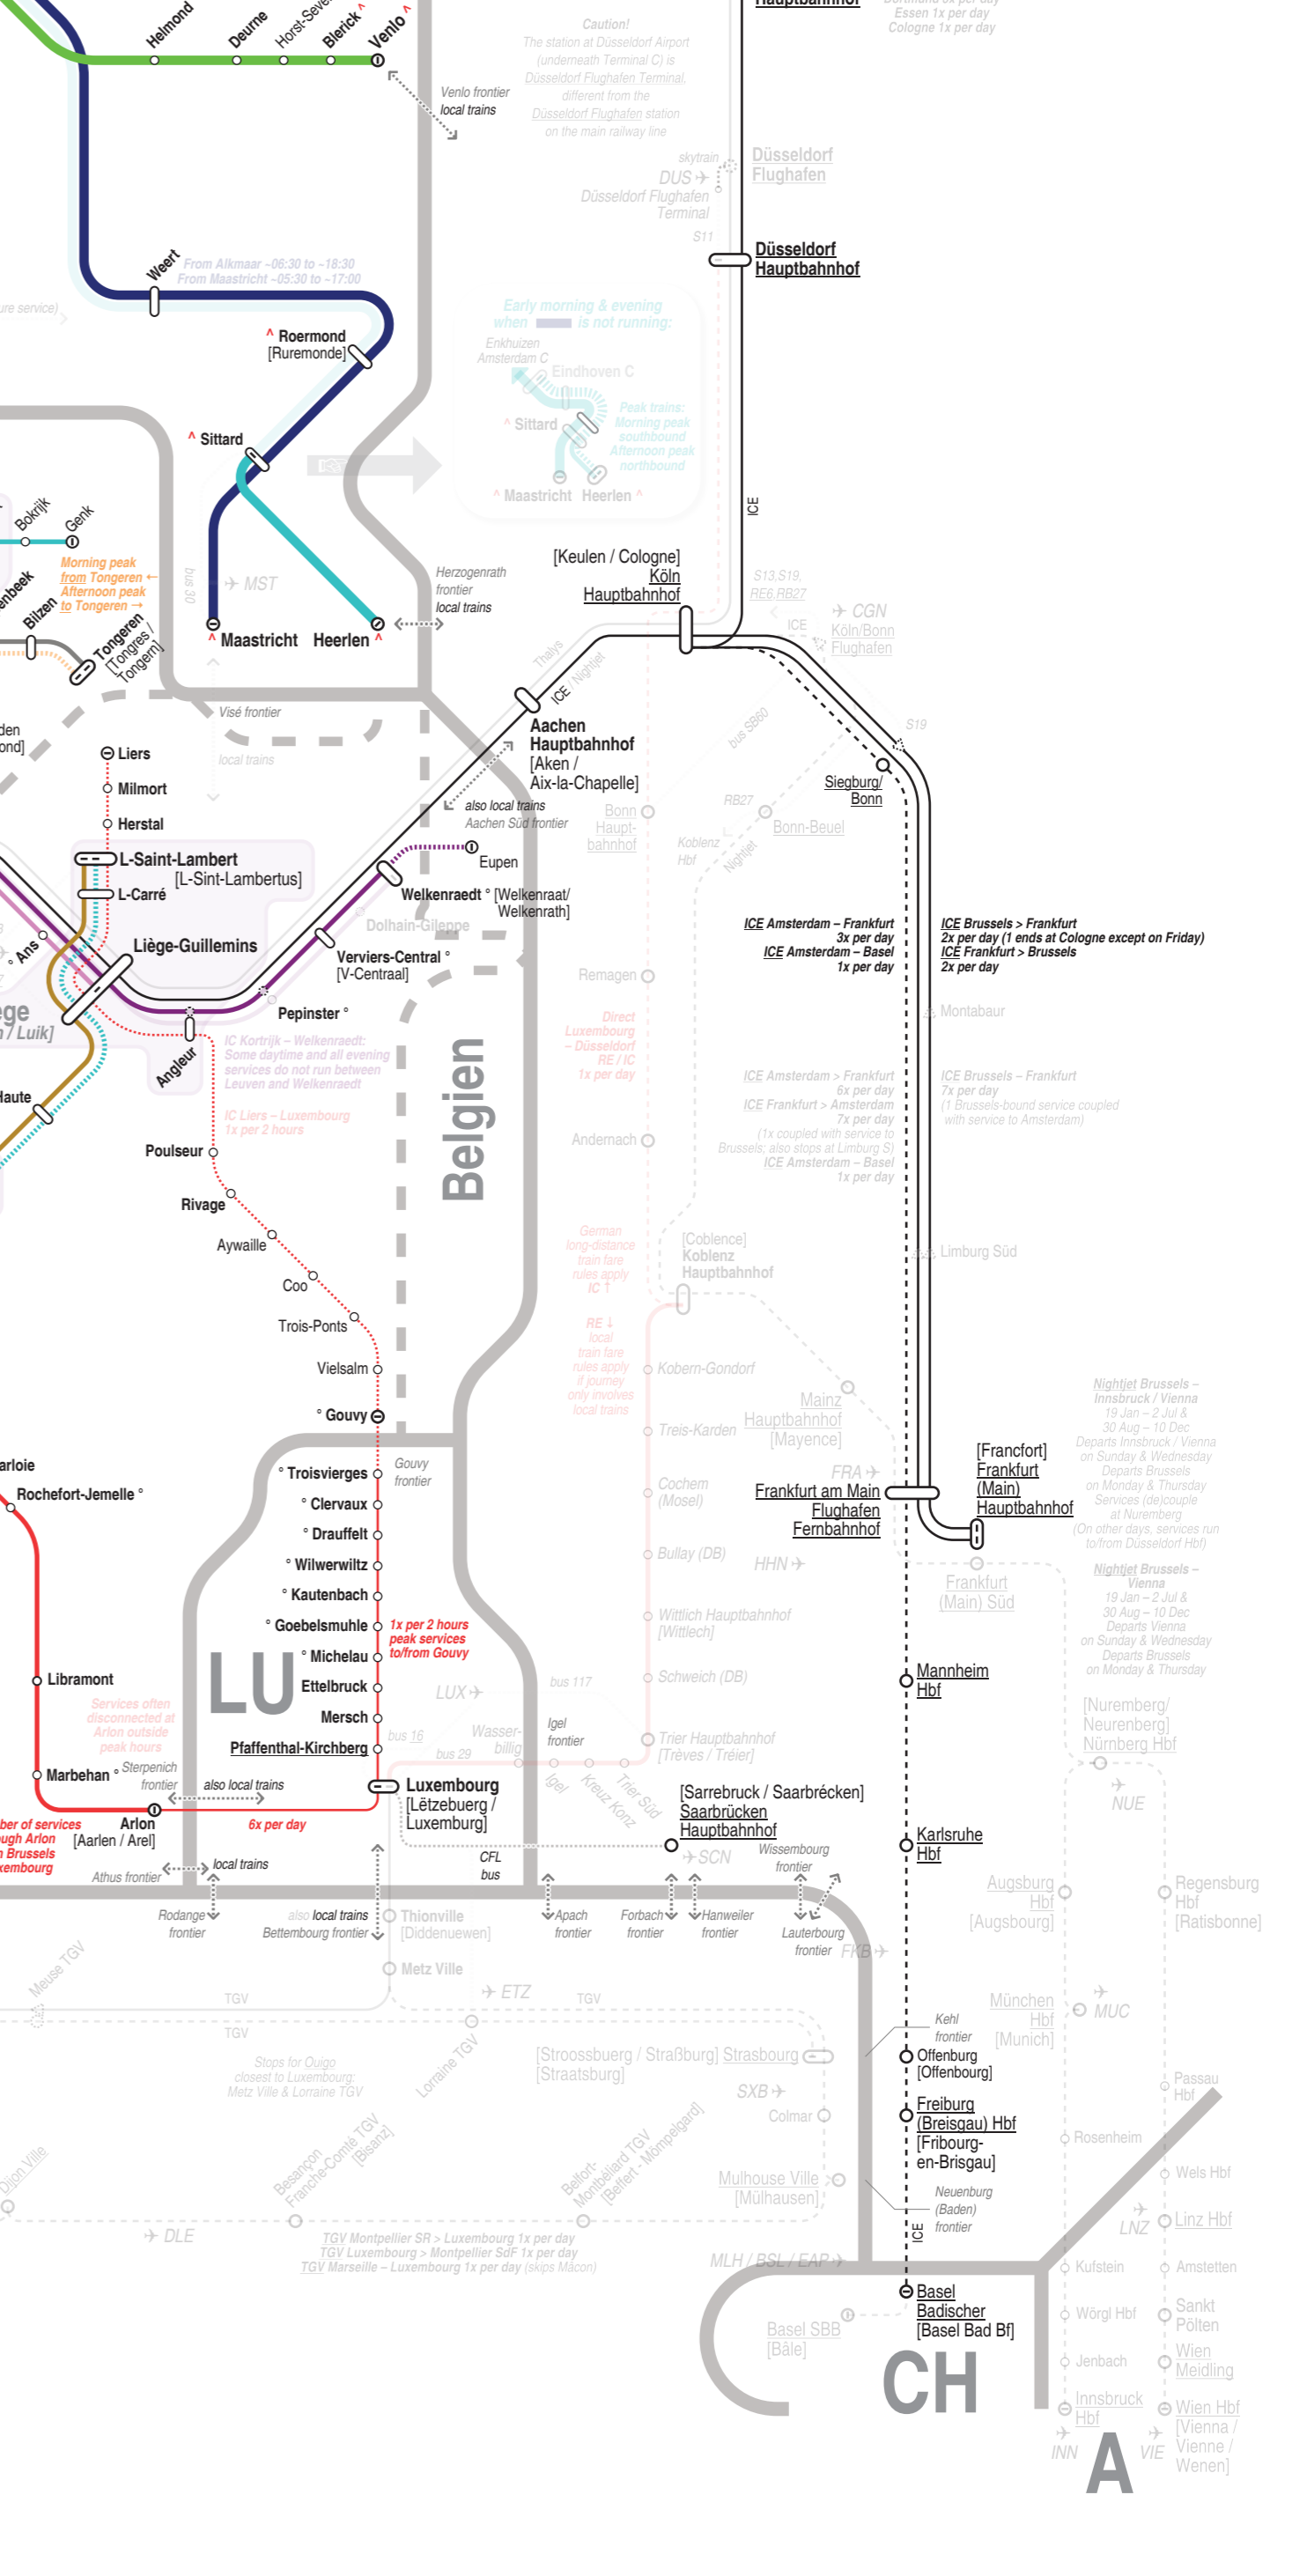 Helmond
Deurne
Blerick ^
Venlo ^
Hauptbahnhof
Essen 1x per day
Cologne 1x per day
Caution!
The station at Düsseldorf Airport
(underneath Terminal C) is
Düsseldorf Flughafen Terminal,
different from the
Düsseldorf Flughafen station
on the main railway line
Venlo frontier
local trains
skytrain
DUS
Düsseldorf Flughafen
Terminal
Düsseldorf
Flughafen
S11
Düsseldorf
Hauptbahnhof
Weert
From Alkmaar ~06:30 to ~18:30
From Maastricht ~05:30 to ~17:00
ure service)
^ Roermond
[Ruremonde]
Early morning & evening
when is not running:
Enkhuizen
Amsterdam C
Eindhoven C
^ Sittard
Peak trains:
Morning peak
southbound
Afternoon peak
northbound
^ Maastricht Heerlen ^
^ Sittard
ICE
Bokrijk
Genk
Morning peak
from Tongeren ←
Afternoon peak
to Tongeren →
enbeek
Bilzen
Tongeren
[Tongres /
Tongern]
bus 30
MST
^ Maastricht Heerlen ^
Herzogenrath
frontier
local trains
[Keulen / Cologne]
Köln
Hauptbahnhof
S13,S19,
RE6,RB27
ICE
CGN
Köln/Bonn
Flughafen
Thalys
ICE / Nightjet
Visé frontier
local trains
Aachen
Hauptbahnhof
[Aken /
Aix-la-Chapelle]
also local trains
Aachen Süd frontier
bus SB60
S19
Siegburg/
Bonn
RB27
Bonn-Beuel
Bonn
Haupt-
bahnhof
Koblenz
Hbf
Nightjet
den
ond]
Liers
Milmort
Herstal
L-Saint-Lambert
[L-Sint-Lambertus]
L-Carré
Eupen
Welkenraedt ° [Welkenraat/
Welkenrath]
Dolhain-Gileppe
Verviers-Central °
[V-Centraal]
Pepinster °
° Ans
Liège-Guillemins
ège
n / Luik]
Angleur
IC Kortrijk – Welkenraedt:
Some daytime and all evening
services do not run between
Leuven and Welkenraedt
IC Liers – Luxembourg
1x per 2 hours
Haute
Belgien
ICE Amsterdam – Frankfurt
3x per day
ICE Amsterdam – Basel
1x per day
ICE Brussels > Frankfurt
2x per day (1 ends at Cologne except on Friday)
ICE Frankfurt > Brussels
2x per day
Remagen
Montabaur
Direct
Luxembourg
– Düsseldorf
RE / IC
1x per day
ICE Amsterdam > Frankfurt
6x per day
ICE Frankfurt > Amsterdam
7x per day
(1x coupled with service to
Brussels; also stops at Limburg S)
ICE Amsterdam – Basel
1x per day
ICE Brussels – Frankfurt
7x per day
(1 Brussels-bound service coupled
with service to Amsterdam)
Andernach
Poulseur
Rivage
Aywaille
Coo
Trois-Ponts
Vielsalm
° Gouvy
German
long-distance
train fare
rules apply
IC ↑
RE ↓
local
train fare
rules apply
if journey
only involves
local trains
[Coblence]
Koblenz
Hauptbahnhof
Limburg Süd
Kobern-Gondorf
Treis-Karden
Mainz
Hauptbahnhof
[Mayence]
FRA
Cochem
(Mosel)
Frankfurt am Main
Flughafen
Fernbahnhof
[Francfort]
Frankfurt
(Main)
Hauptbahnhof
Nightjet Brussels –
Innsbruck / Vienna
19 Jan – 2 Jul &
30 Aug – 10 Dec
Departs Innsbruck / Vienna
on Sunday & Wednesday
Departs Brussels
on Monday & Thursday
Services (de)couple
at Nuremberg
(On other days, services run
to/from Düsseldorf Hbf)
Nightjet Brussels –
Vienna
19 Jan – 2 Jul &
30 Aug – 10 Dec
Departs Vienna
on Sunday & Wednesday
Departs Brussels
on Monday & Thursday
Gouvy
frontier
arloie
Rochefort-Jemelle °
° Troisvierges
° Clervaux
° Drauffelt
° Wilwerwiltz
° Kautenbach
° Goebelsmuhle
° Michelau
Ettelbruck
Mersch
Pfaffenthal-Kirchberg
1x per 2 hours
peak services
to/from Gouvy
LU
Bullay (DB)
HHN
Frankfurt
(Main) Süd
Wittlich Hauptbahnhof
[Wittlech]
Schweich (DB)
Mannheim
Hbf
Libramont
Services often
disconnected at
Arlon outside
peak hours
Marbehan °
LUX
bus 117
bus 16
bus 29
Wasser-
billig
Igel
frontier
Igel
Kreuz Konz
Trier Süd
Trier Hauptbahnhof
[Trèves / Tréier]
[Nuremberg/
Neurenberg]
Nürnberg Hbf
NUE
Sterpenich
frontier
also local trains
Luxembourg
[Lëtzebuerg /
Luxemburg]
6x per day
Arlon
[Aarlen / Arel]
ber of services
ugh Arlon
n Brussels
xembourg
Athus frontier
local trains
CFL
bus
[Sarrebruck / Saarbrécken]
Saarbrücken
Hauptbahnhof
SCN
Wissembourg
frontier
Karlsruhe
Hbf
Rodange
frontier
also local trains
Bettembourg frontier
Thionville
[Diddenuewen]
Apach
frontier
Forbach
frontier
Hanweiler
frontier
Lauterbourg
frontier
FKB
Augsburg
Hbf
[Augsbourg]
Regensburg
Hbf
[Ratisbonne]
Meuse TGV
Metz Ville
ETZ
TGV
TGV
TGV
Lorraine TGV
Stops for Ouigo
closest to Luxembourg:
Metz Ville & Lorraine TGV
[Stroossbuerg / Straßburg] Strasbourg
[Straatsburg]
SXB
Colmar
Kehl
frontier
Offenburg
[Offenbourg]
München
Hbf
[Munich]
MUC
Passau
Hbf
Freiburg
(Breisgau) Hbf
[Fribourg-
en-Brisgau]
Rosenheim
Dijon Ville
Besançon
Franche-Comté TGV
[Bisanz]
Belfort-
Montbéliard TGV
[Belfert - Mömpelgard]
Mulhouse Ville
[Mülhausen]
Neuenburg
(Baden)
frontier
ICE
Wels Hbf
LNZ
Linz Hbf
DLE
TGV Montpellier SR > Luxembourg 1x per day
TGV Luxembourg > Montpellier SdF 1x per day
TGV Marseille – Luxembourg 1x per day (skips Mâcon)
MLH / BSL / EAP
Kufstein
Amstetten
Basel
Badischer
[Basel Bad Bf]
Basel SBB
[Bâle]
Wörgl Hbf
Sankt
Pölten
CH
Jenbach
Wien
Meidling
Innsbruck
Hbf
INN
A
VIE
Wien Hbf
[Vienna /
Vienne /
Wenen]